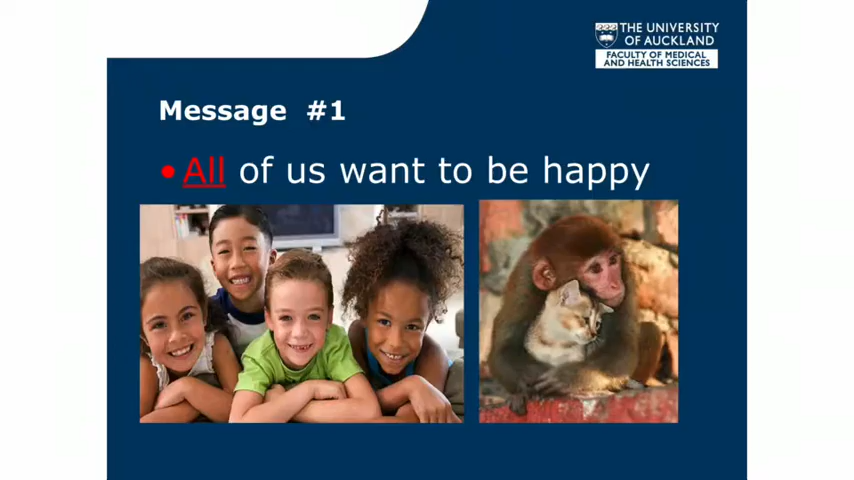 THE UNIVERSITY
OF AUCKLAND
FACULTY OF MEDICAL
AND HEALTH SCIENCES
Message #1
• All of us want to be happy